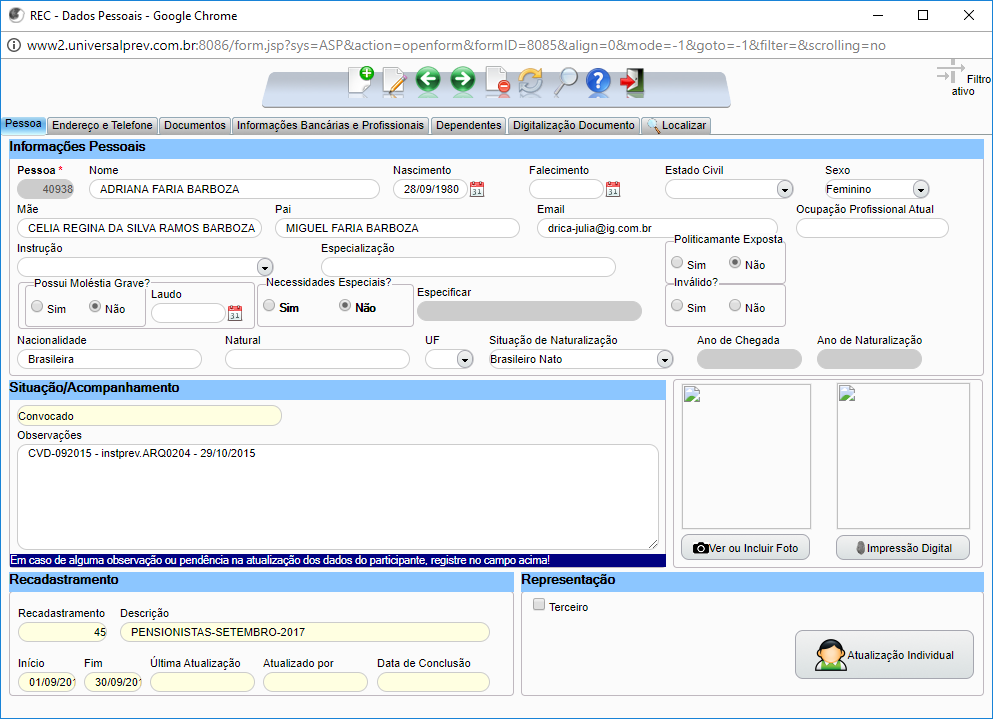 REC - Dados Pessoais - Google Chrome
www2.universalprev.com.br:8086/form.jsp?sys=ASP&action=openform&formID=8085&align=0&mode=-1&goto=-1&filter=&scrolling=no
Filtro
ativo
Pessoa Endereço e Telefone Documentos Informações Bancárias e Profissionais Dependentes Digitalização Documento Localizar
Informações Pessoais
Pessoa * Nome Nascimento Falecimento Estado Civil Sexo
40938 ADRIANA FARIA BARBOZA 28/09/1980 31 31 Feminino
Mãe Pai Email Ocupação Profissional Atual
CELIA REGINA DA SILVA RAMOS BARBOZA MIGUEL FARIA BARBOZA drica-julia@ig.com.br
Politicamante Exposta
Instrução Especialização
Sim Não
Possui Moléstia Grave? Necessidades Especiais? Inválido?
Laudo Especificar
Sim Não 31 Sim Não Sim Não
Nacionalidade Natural UF Situação de Naturalização Ano de Chegada Ano de Naturalização
Brasileira Brasileiro Nato
Situação/Acompanhamento
Convocado
Observações
CVD-092015 - instprev.ARQ0204 - 29/10/2015
Ver ou Incluir Foto Impressão Digital
Em caso de alguma observação ou pendência na atualização dos dados do participante, registre no campo acima!
Recadastramento Representação
Terceiro
Recadastramento Descrição
45 PENSIONISTAS-SETEMBRO-2017
Atualização Individual
Início Fim Última Atualização Atualizado por Data de Conclusão
01/09/201 30/09/201